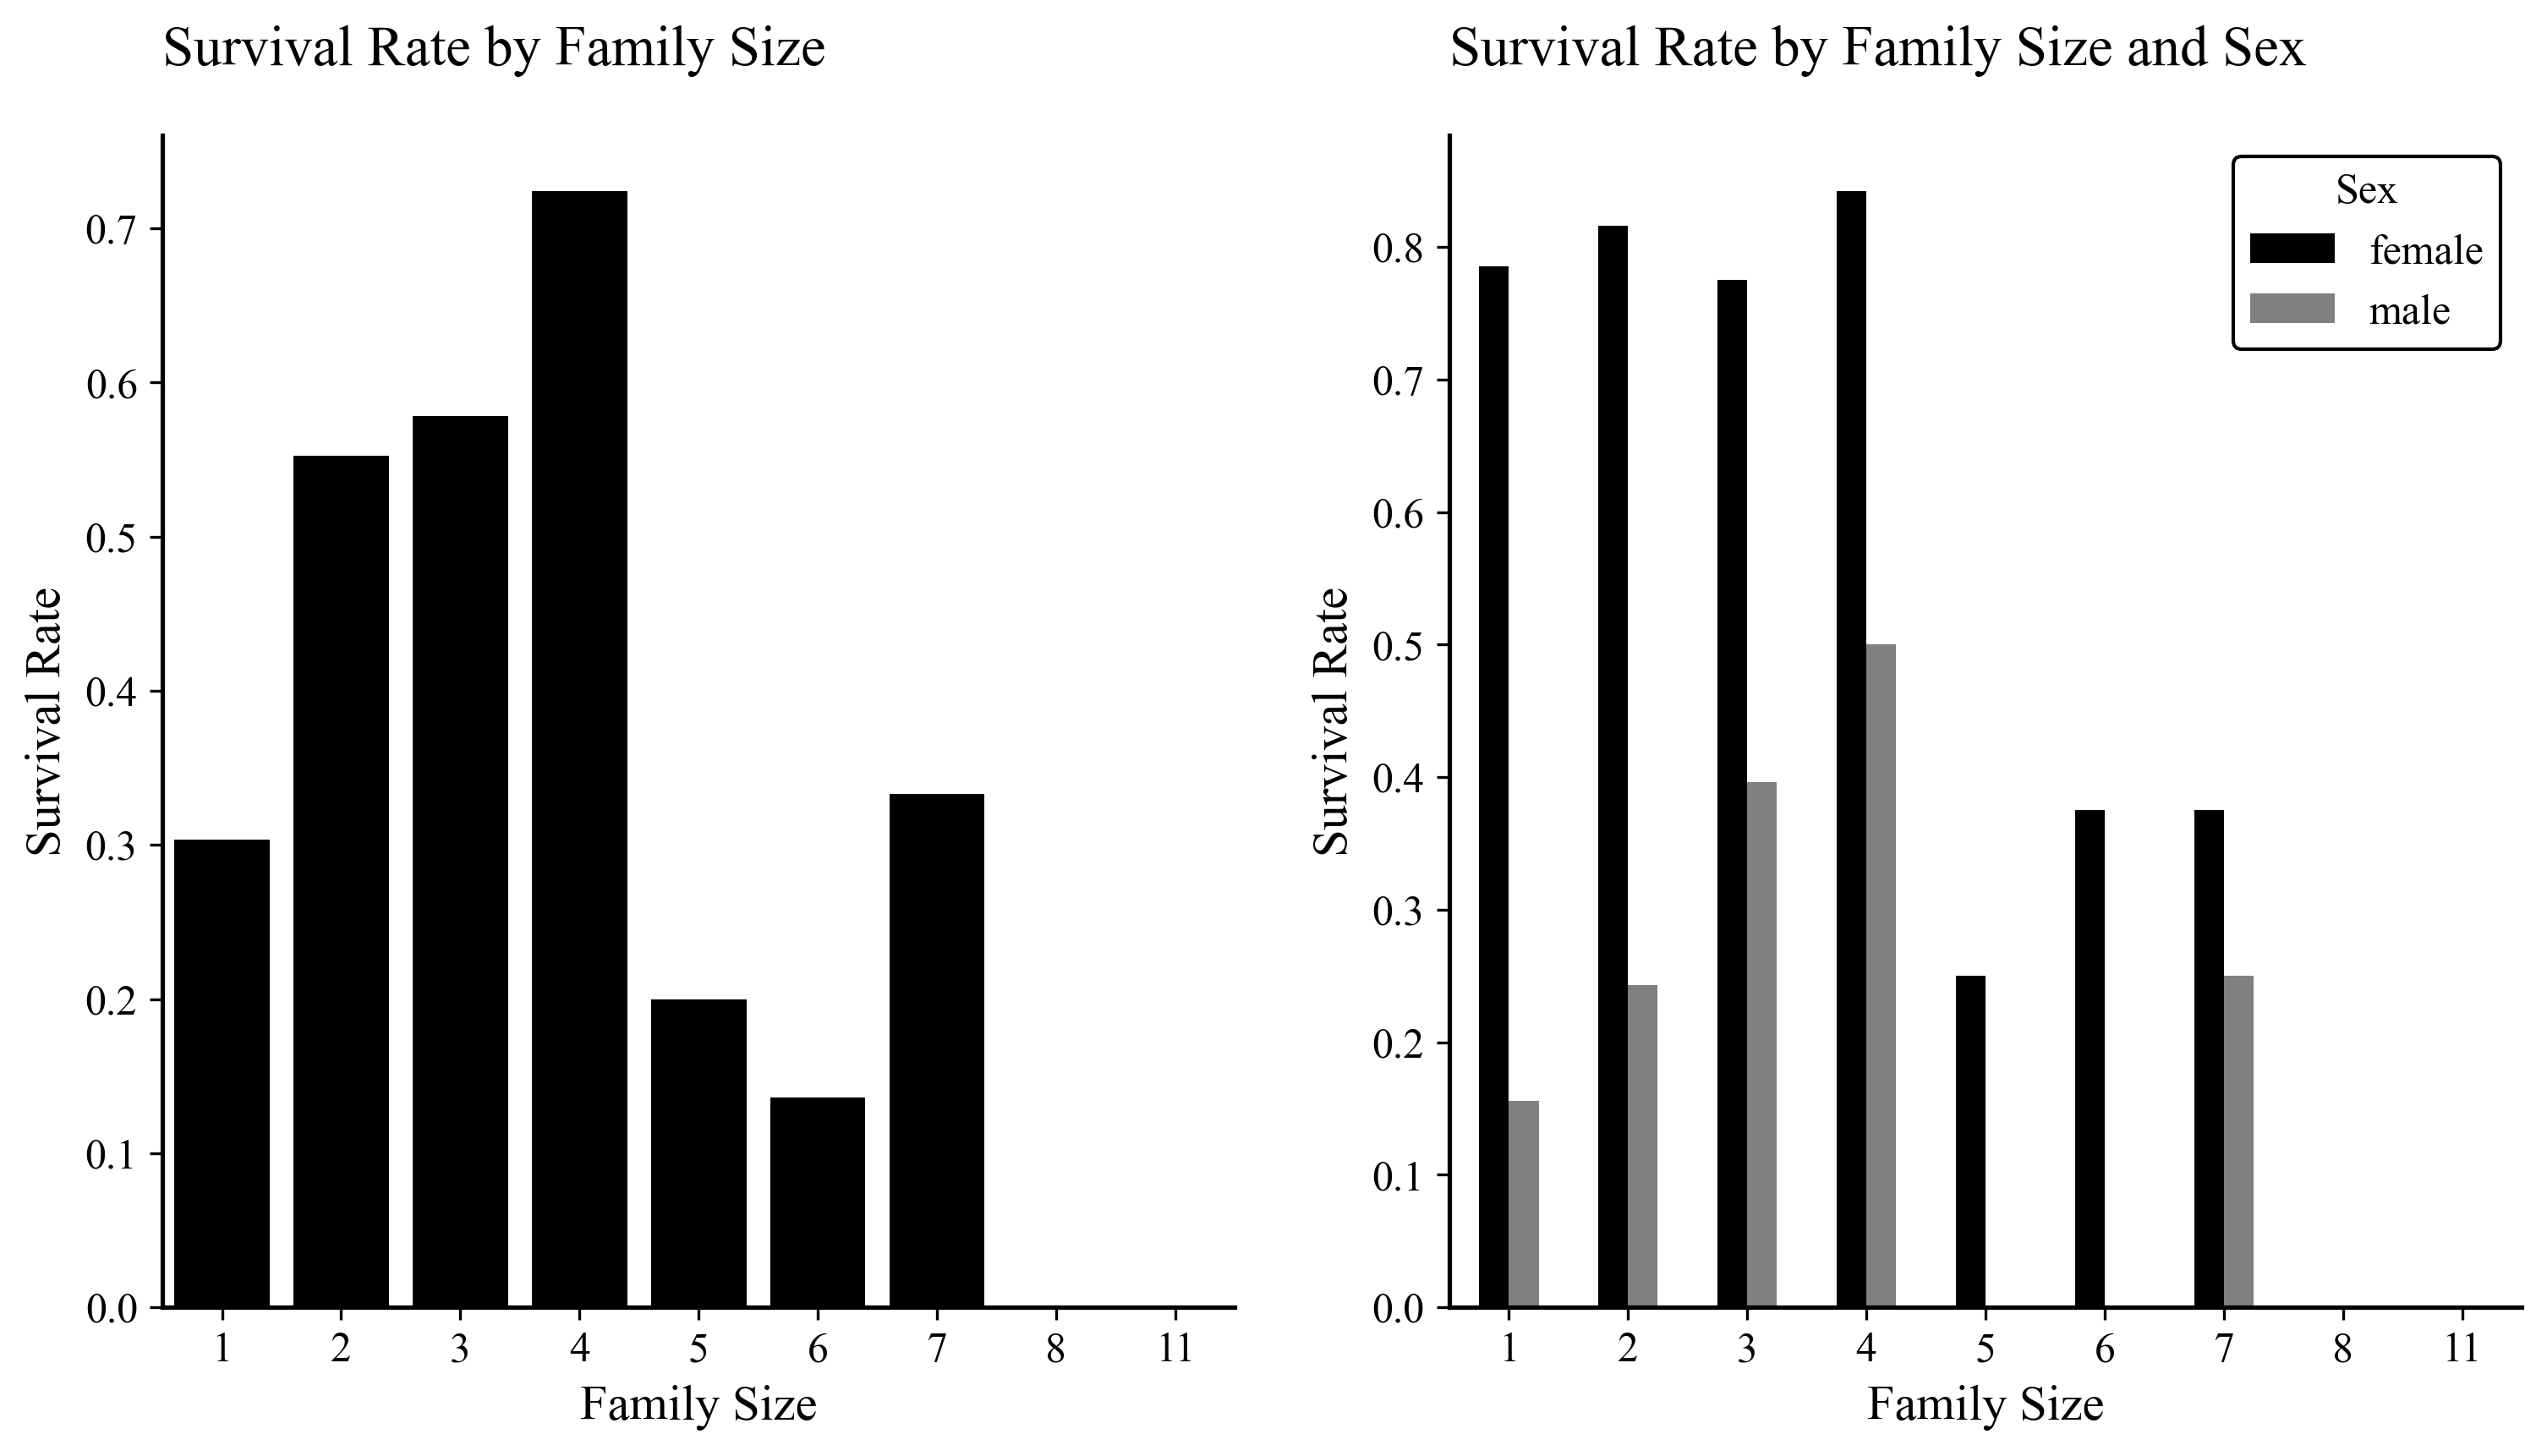 Survival Rate by Family Size
Survival Rate
0.7
0.6
0.5
0.4
0.3
0.2
0.1
0.0
1 2 3 4 5 6 7 8 11
Family Size
Survival Rate by Family Size and Sex
Sex
female
male
Survival Rate
0.8
0.7
0.6
0.5
0.4
0.3
0.2
0.1
0.0
1 2 3 4 5 6 7 8 11
Family Size